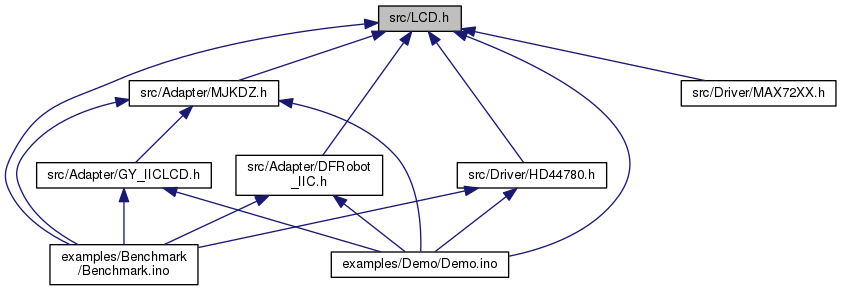 src/LCD.h
src/Adapter/MJKDZ.h
src/Driver/MAX72XX.h
src/Adapter/GY_IICLCD.h
src/Adapter/DFRobot
_IIC.h
src/Driver/HD44780.h
examples/Benchmark
/Benchmark.ino
examples/Demo/Demo.ino